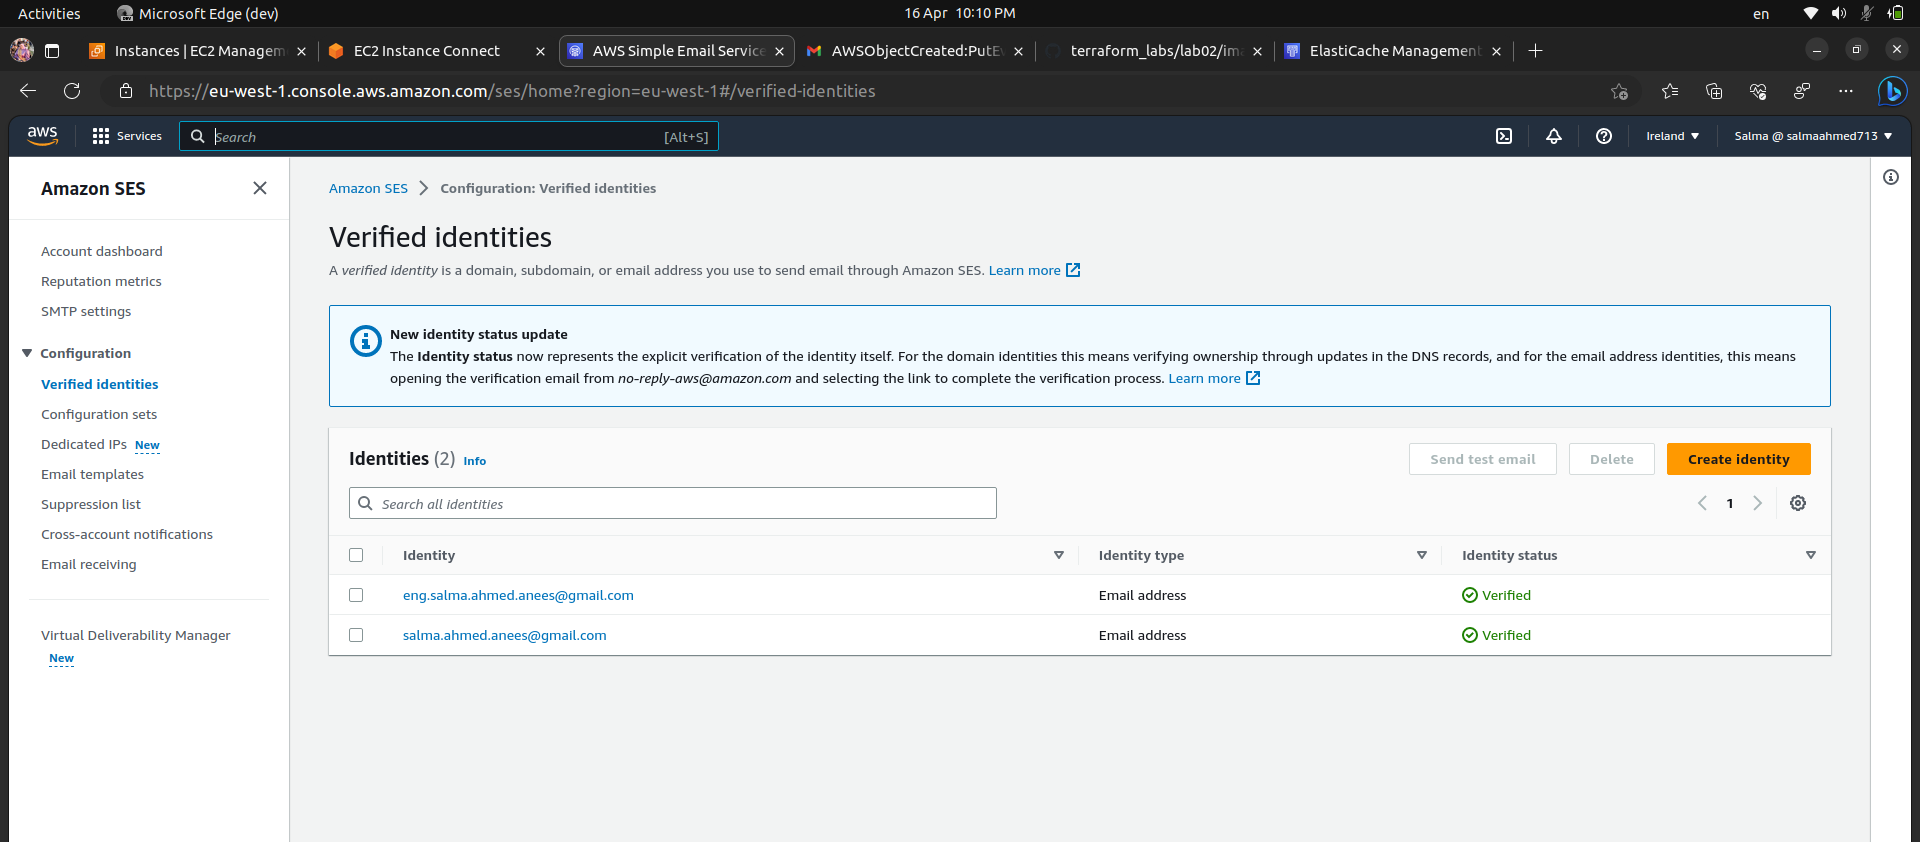 Activities Microsoft Edge (dev) 16 Apr 10:10 PM en
Instances | EC2 Managem EC2 Instance Connect AWS Simple Email Service AWSObjectCreated:PutEv terraform_labs/lab02/im ElastiCache Management
https://eu-west-1.console.aws.amazon.com/ses/home?region=eu-west-1#/verified-identities
aws Services Search [Alt+S] Ireland Salma @ salmaahmed713
Amazon SES
Account dashboard
Reputation metrics
SMTP settings
Configuration
Verified identities
Configuration sets
Dedicated IPs New
Email templates
Suppression list
Cross-account notifications
Email receiving
Virtual Deliverability Manager
New
Amazon SES Configuration: Verified identities
Verified identities
A verified identity is a domain, subdomain, or email address you use to send email through Amazon SES. Learn more
New identity status update
The Identity status now represents the explicit verification of the identity itself. For the domain identities this means verifying ownership through updates in the DNS records, and for the email address identities, this means
opening the verification email from no-reply-aws@amazon.com and selecting the link to complete the verification process. Learn more
Identities (2) Info Send test email Delete Create identity
Search all identities 1
Identity Identity type Identity status
eng.salma.ahmed.anees@gmail.com Email address Verified
salma.ahmed.anees@gmail.com Email address Verified